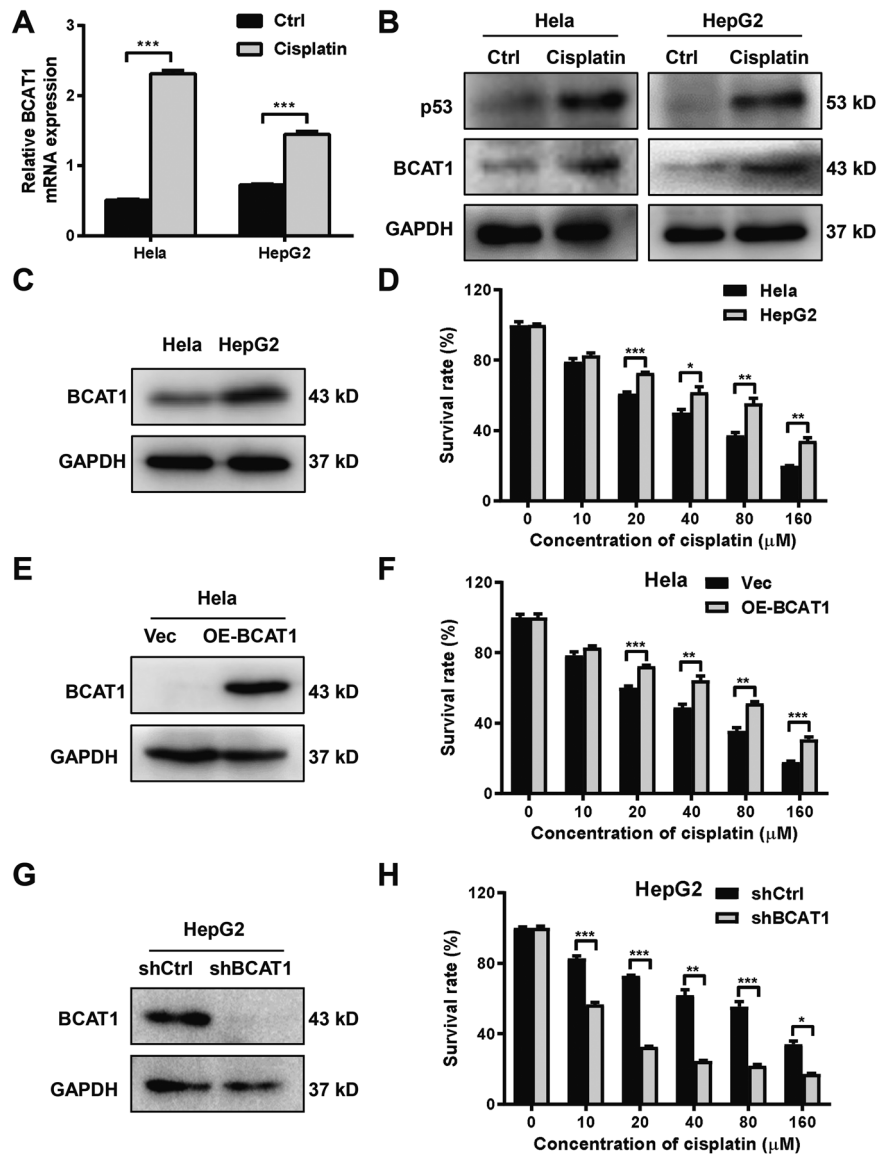 A
Relative BCAT1
mRNA expression
3
2
1
0
***
***
Ctrl
Cisplatin
Hela
HepG2
B
Hela
HepG2
Ctrl
Cisplatin
Ctrl
Cisplatin
p53
53 kD
BCAT1
43 kD
GAPDH
37 kD
C
Hela
HepG2
BCAT1
43 kD
GAPDH
37 kD
D
Survival rate (%)
120
80
40
0
Hela
HepG2
***
*
**
**
0
10
20
40
80
160
Concentration of cisplatin (μM)
E
Hela
Vec
OE-BCAT1
BCAT1
43 kD
GAPDH
37 kD
F
Hela
Vec
OE-BCAT1
Survival rate (%)
120
80
40
0
***
**
**
***
0
10
20
40
80
160
Concentration of cisplatin (μM)
G
HepG2
shCtrl
shBCAT1
BCAT1
43 kD
GAPDH
37 kD
H
HepG2
shCtrl
shBCAT1
Survival rate (%)
120
80
40
0
***
***
**
***
*
0
10
20
40
80
160
Concentration of cisplatin (μM)